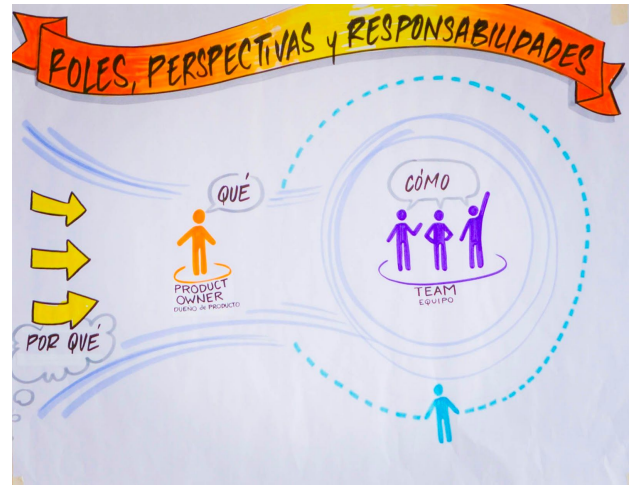 ROLES, PERSPECTIVAS y RESPONSABILIDADES
QUÉ
CÓMO
PRODUCT
OWNER
DUEÑO de PRODUCTO
TEAM
EQUIPO
POR QUÉ